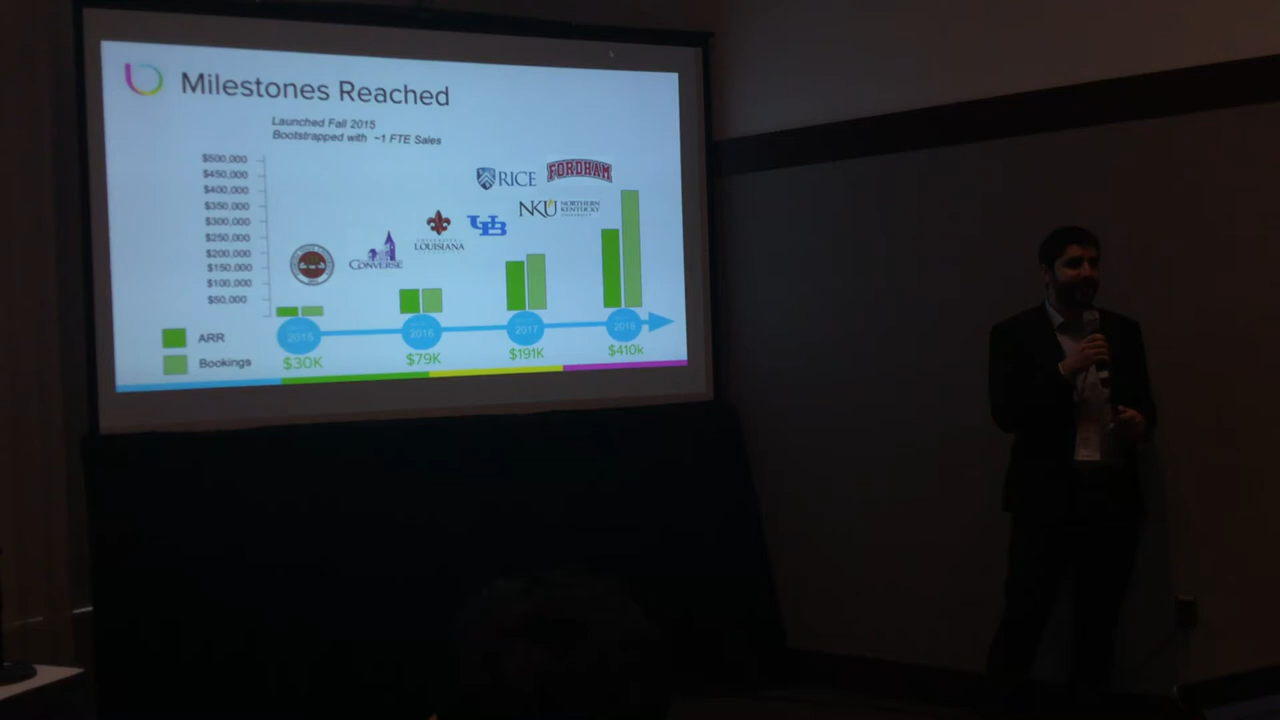 Milestones Reached
Launched Fall 2015
Bootstrapped with ~1 FTE Sales
$500,000
$450,000
$400,000
$350,000
$300,000
$250,000
$200,000
$150,000
$100,000
$50,000
RICE
FORDHAM
NKU NORTHERN KENTUCKY
UNIVERSITY
UB
LOUISIANA
CONVERSE
2015
2016
2017
2018
$30K
$79K
$191K
$410k
ARR
Bookings